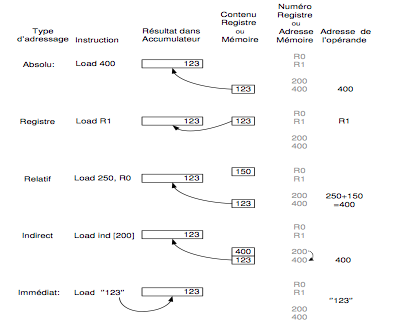 Type d'adressage
Instruction
Résultat dans Accumulateur
Contenu Registre ou Mémoire
Numéro Registre ou Adresse Mémoire
Adresse de l'opérande
Absolu: Load 400 123 R0
R1
200
123 400 400
Registre Load R1 123 123 R0
R1 R1
200
400
Relatif Load 250, R0 123 150 R0
R1
200 250+150
123 400 =400
Indirect Load ind [200] 123 R0
R1
400 200
123 400 400
Immédiat: Load "123" 123 R0
R1 "123"
200
400